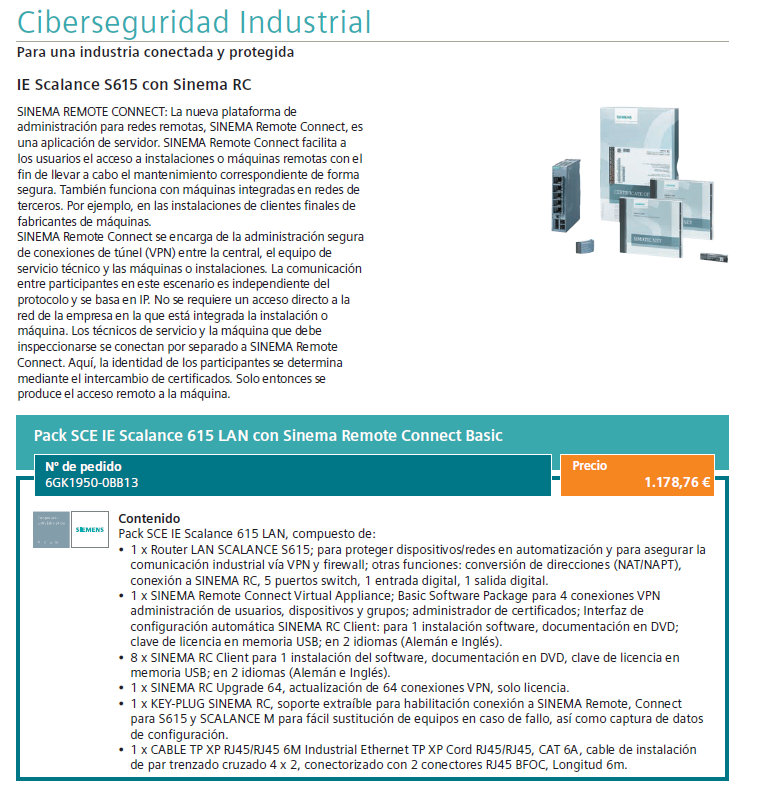 Ciberseguridad Industrial
Para una industria conectada y protegida
IE Scalance S615 con Sinema RC
SINEMA REMOTE CONNECT: La nueva plataforma de
administración para redes remotas, SINEMA Remote Connect, es
una aplicación de servidor. SINEMA Remote Connect facilita a
los usuarios el acceso a instalaciones o máquinas remotas con el
fin de llevar a cabo el mantenimiento correspondiente de forma
segura. También funciona con máquinas integradas en redes de
terceros. Por ejemplo, en las instalaciones de clientes finales de
fabricantes de máquinas.
SINEMA Remote Connect se encarga de la administración segura
de conexiones de túnel (VPN) entre la central, el equipo de
servicio técnico y las máquinas o instalaciones. La comunicación
entre participantes en este escenario es independiente del
protocolo y se basa en IP. No se requiere un acceso directo a la
red de la empresa en la que está integrada la instalación o
máquina. Los técnicos de servicio y la máquina que debe
inspeccionarse se conectan por separado a SINEMA Remote
Connect. Aquí, la identidad de los participantes se determina
mediante el intercambio de certificados. Solo entonces se
produce el acceso remoto a la máquina.
SIEMENS
CERTIFICATE OF
SIMATIC NET
Pack SCE IE Scalance 615 LAN con Sinema Remote Connect Basic
Nº de pedido
6GK1950-0BB13
Precio
1.178,76 €
SIEMENS
Contenido
Pack SCE IE Scalance 615 LAN, compuesto de:
• 1 x Router LAN SCALANCE S615; para proteger dispositivos/redes en automatización y para asegurar la
comunicación industrial vía VPN y firewall; otras funciones: conversión de direcciones (NAT/NAPT),
conexión a SINEMA RC, 5 puertos switch, 1 entrada digital, 1 salida digital.
• 1 x SINEMA Remote Connect Virtual Appliance; Basic Software Package para 4 conexiones VPN
administración de usuarios, dispositivos y grupos; administrador de certificados; Interfaz de
configuración automática SINEMA RC Client: para 1 instalación software, documentación en DVD;
clave de licencia en memoria USB; en 2 idiomas (Alemán e Inglés).
• 8 x SINEMA RC Client para 1 instalación del software, documentación en DVD, clave de licencia en
memoria USB; en 2 idiomas (Alemán e Inglés).
• 1 x SINEMA RC Upgrade 64, actualización de 64 conexiones VPN, solo licencia.
• 1 x KEY-PLUG SINEMA RC, soporte extraíble para habilitación conexión a SINEMA Remote, Connect
para S615 y SCALANCE M para fácil sustitución de equipos en caso de fallo, así como captura de datos
de configuración.
• 1 x CABLE TP XP RJ45/RJ45 6M Industrial Ethernet TP XP Cord RJ45/RJ45, CAT 6A, cable de instalación
de par trenzado cruzado 4 x 2, conectorizado con 2 conectores RJ45 BFOC, Longitud 6m.